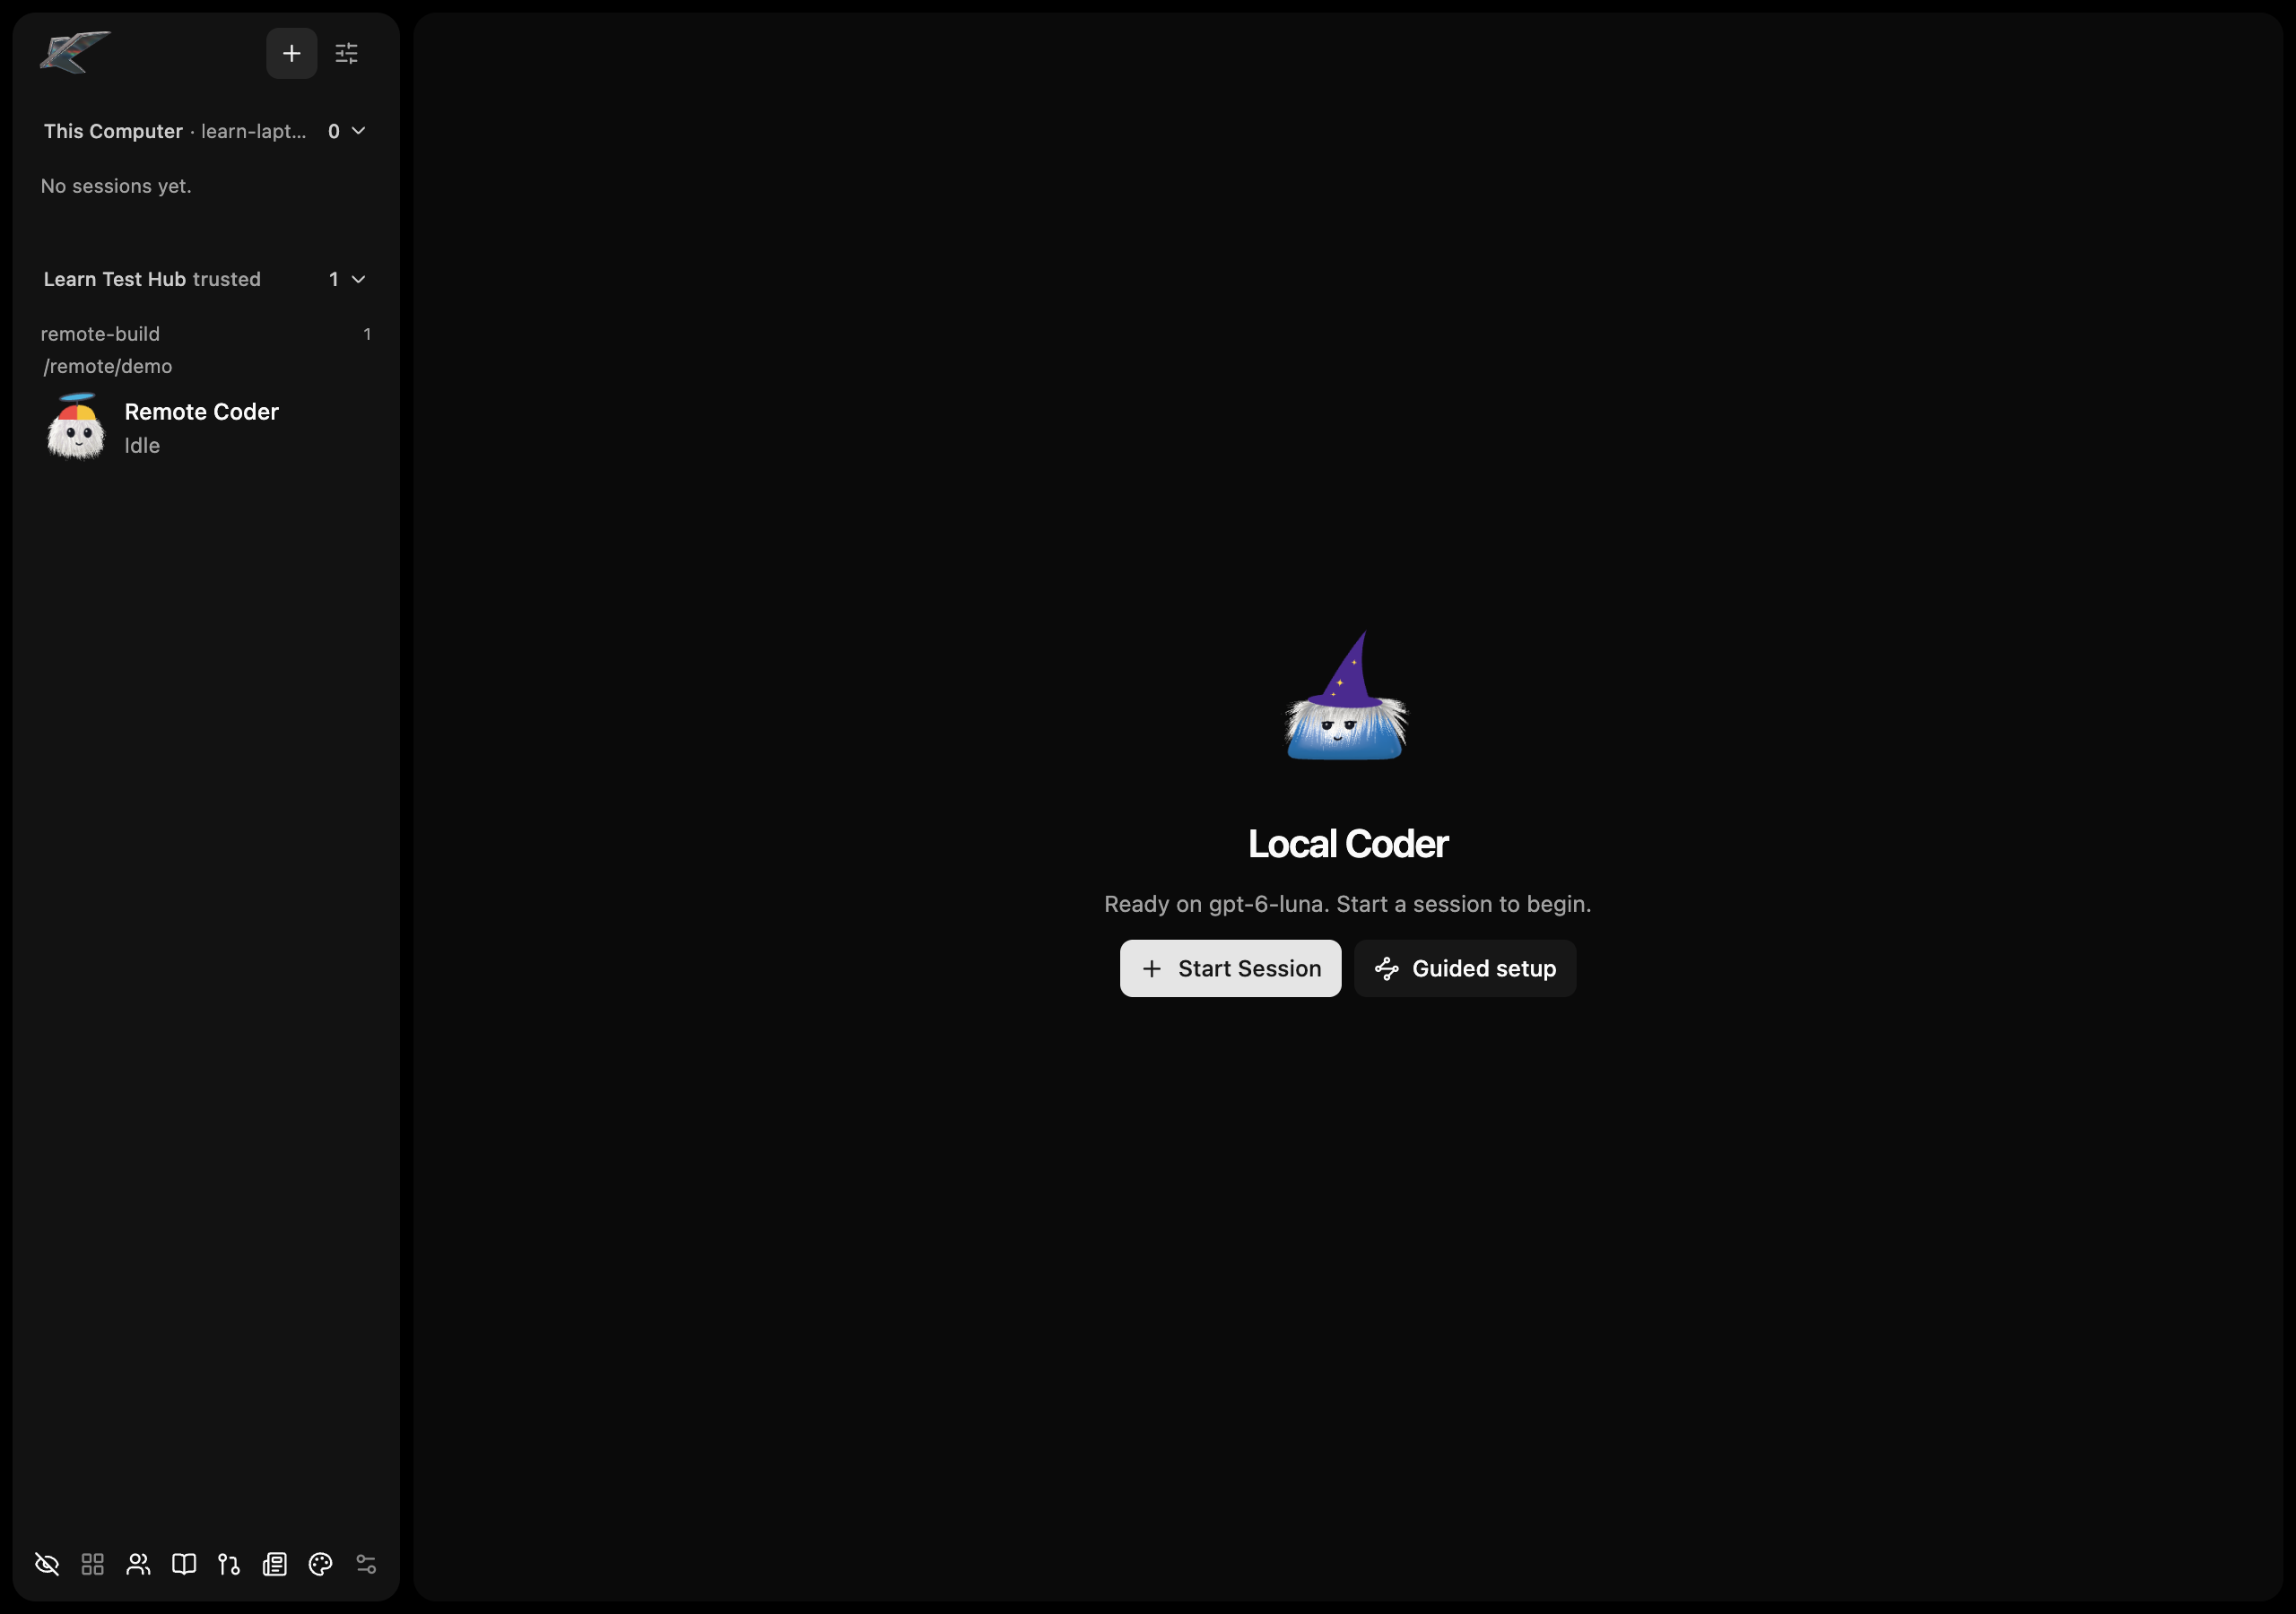 This Computer · learn-lapt... 0
No sessions yet.
Learn Test Hub trusted 1
remote-build 1
/remote/demo
Remote Coder
Idle
Local Coder
Ready on gpt-6-luna. Start a session to begin.
Start Session
Guided setup